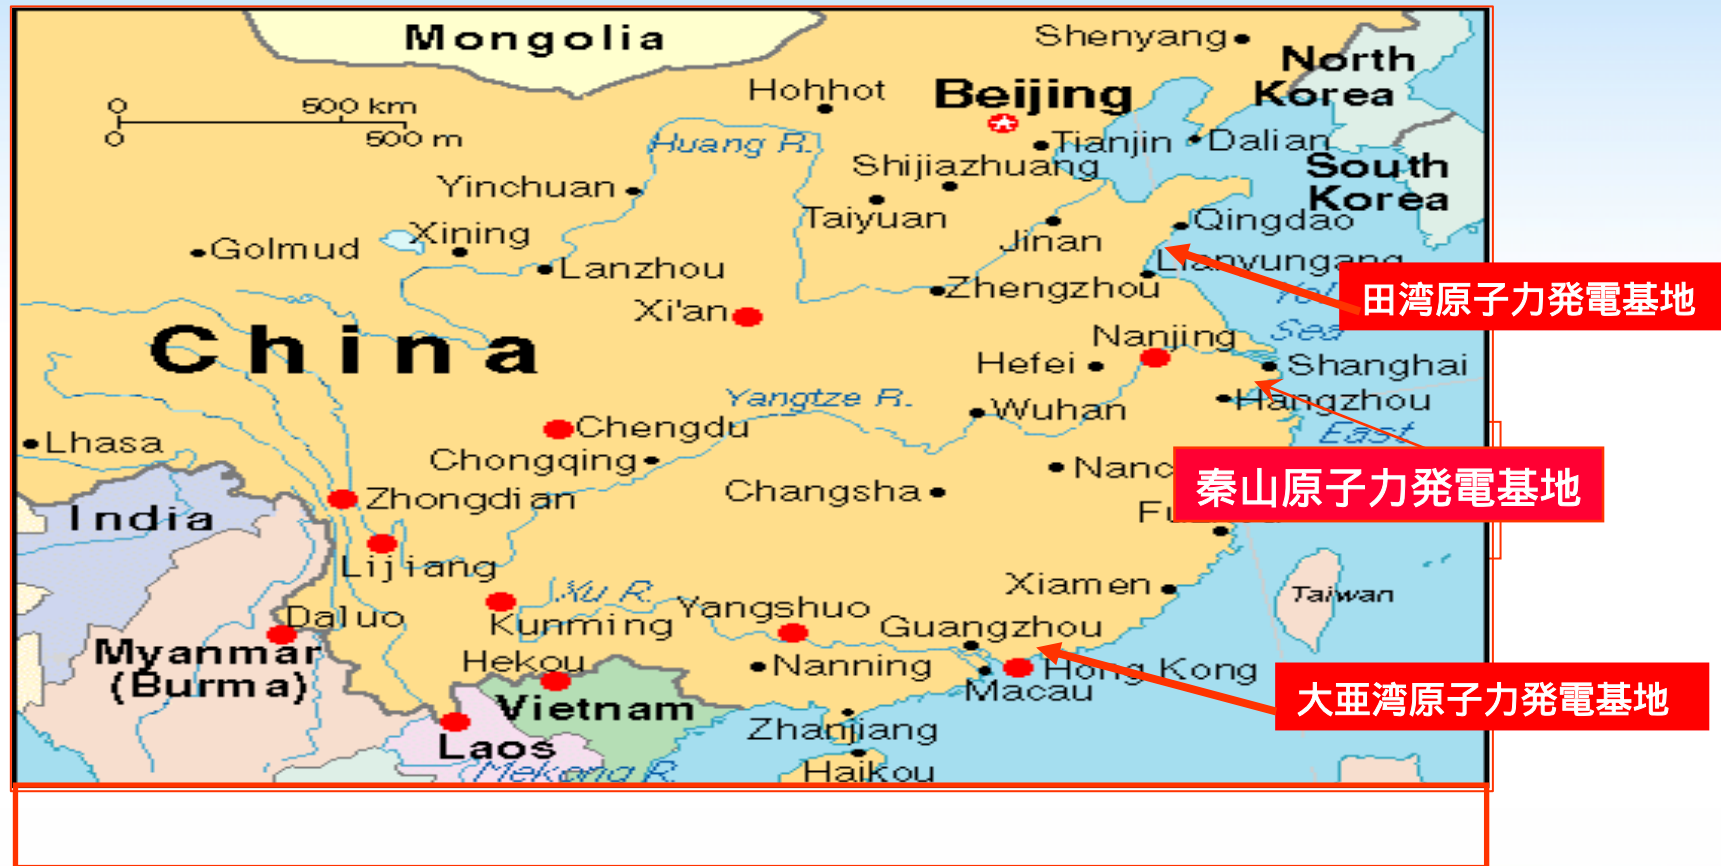 Mongolia
Shenyang
North
Korea
Hohhot
Beijing
0 500 km
0 500 m
Huang R.
Tianjin
Dalian
Shijiazhuang
South
Korea
Yinchuan
Taiyuan
Qingdao
Xining
Jinan
Golmud
Lanzhou
Lianyungang
Zhengzhou
田湾原子力発電基地
Xi'an
Sea
China
Nanjing
Hefei
Shanghai
Yangtze R.
Wuhan
Hangzhou
East
Chengdu
Lhasa
Chongqing
秦山原子力発電基地
Changsha
Zhongdian
India
Lijiang
Xiamen
Taiwan
Xu R.
Yangshuo
Daluo
Kunming
Guangzhou
Myanmar
(Burma)
Hekou
Nanning
Hong Kong
Macau
大亜湾原子力発電基地
Vietnam
Zhanjiang
Laos
Mekong R.
Haikou